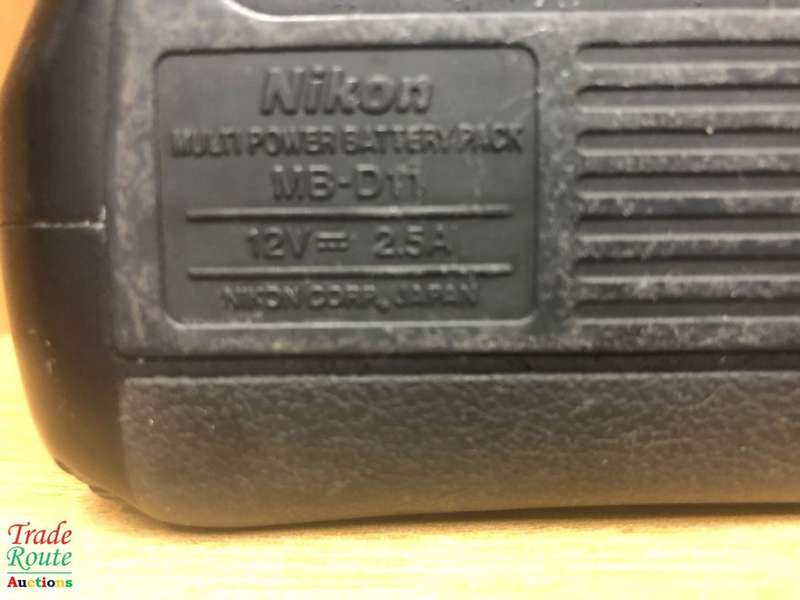 Nikon
MULTI POWER BATTERY PACK
MB-D11
12V⎓ 2.5A
NIKON CORP. JAPAN
Trade
Route
Auctions